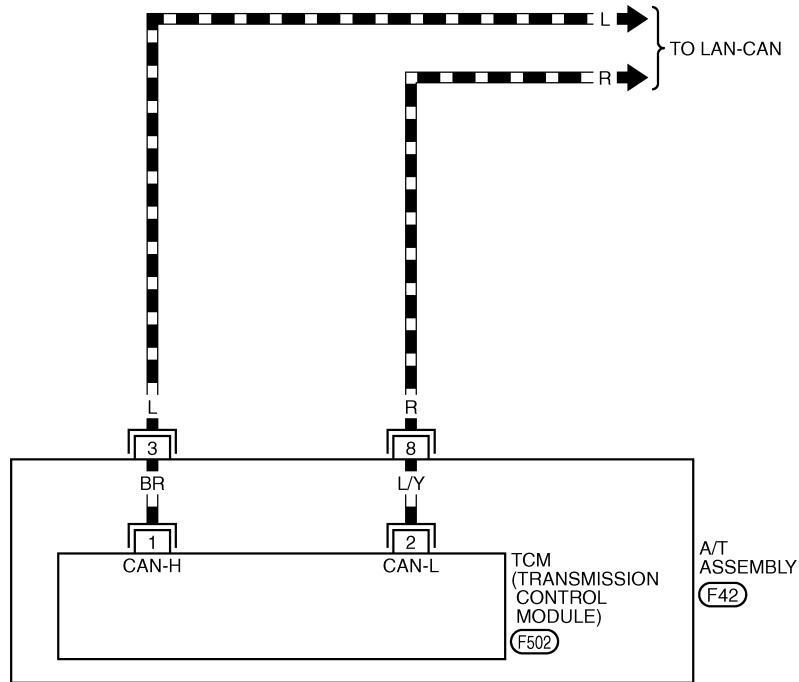 L
TO LAN-CAN
R
L
R
3
8
BR
L/Y
1
2
CAN-H
CAN-L
TCM
(TRANSMISSION
CONTROL
MODULE)
F502
A/T
ASSEMBLY
F42